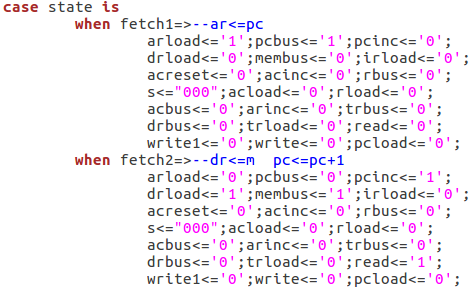 case state is
when fetch1=>--ar<=pc
arload<='1';pcbus<='1';pcinc<='0';
drload<='0';membus<='0';irload<='0';
acreset<='0';acinc<='0';rbus<='0';
s<="000";acload<='0';rload<='0';
acbus<='0';arinc<='0';trbus<='0';
drbus<='0';trload<='0';read<='0';
write1<='0';write<='0';pcload<='0';
when fetch2=>--dr<=m  pc<=pc+1
arload<='0';pcbus<='0';pcinc<='1';
drload<='1';membus<='1';irload<='0';
acreset<='0';acinc<='0';rbus<='0';
s<="000";acload<='0';rload<='0';
acbus<='0';arinc<='0';trbus<='0';
drbus<='0';trload<='0';read<='1';
write1<='0';write<='0';pcload<='0';